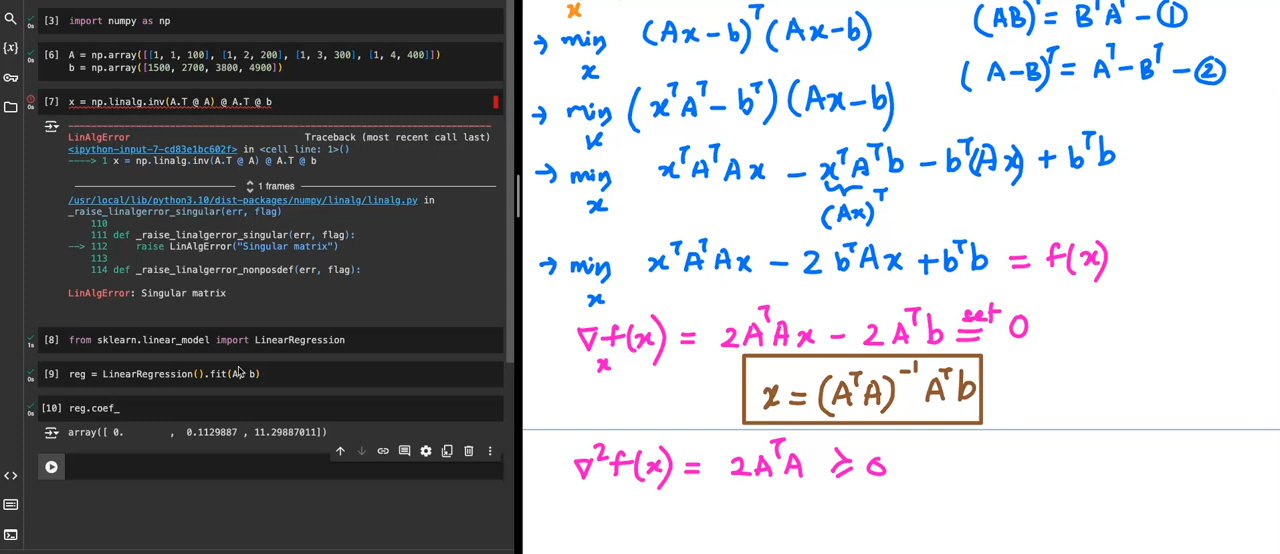 [3] import numpy as np
[6] A = np.array([[1, 1, 100], [1, 2, 200], [1, 3, 300], [1, 4, 400]])
b = np.array([1500, 2700, 3800, 4900])
[7] x = np.linalg.inv(A.T @ A) @ A.T @ b
LinAlgError Traceback (most recent call last)
<ipython-input-7-cd83e1bc602f> in <cell line: 1>()
----> 1 x = np.linalg.inv(A.T @ A) @ A.T @ b
1 frames
/usr/local/lib/python3.10/dist-packages/numpy/linalg/linalg.py in
_raise_linalgerror_singular(err, flag)
110
111 def _raise_linalgerror_singular(err, flag):
--> 112 raise LinAlgError("Singular matrix")
113
114 def _raise_linalgerror_nonposdef(err, flag):
LinAlgError: Singular matrix
[8] from sklearn.linear_model import LinearRegression
[9] reg = LinearRegression().fit(A, b)
[10] reg.coef_
array([ 0. , 0.1129887 , 11.29887011])
x
→ min (Ax-b)ᵀ (Ax-b)
x
(AB)ᵀ = BᵀAᵀ - ①
(A-B)ᵀ = Aᵀ - Bᵀ - ②
→ min (xᵀAᵀ - bᵀ) (Ax - b)
x
→ min xᵀAᵀAx - xᵀAᵀb - bᵀ(Ax) + bᵀb
x
(Ax)ᵀ
→ min xᵀAᵀAx - 2 bᵀAx + bᵀb = f(x)
x
∇f(x) = 2AᵀAx - 2Aᵀb = 0
x
set
x = (AᵀA)⁻¹ Aᵀb
∇²f(x) = 2AᵀA ≽ 0